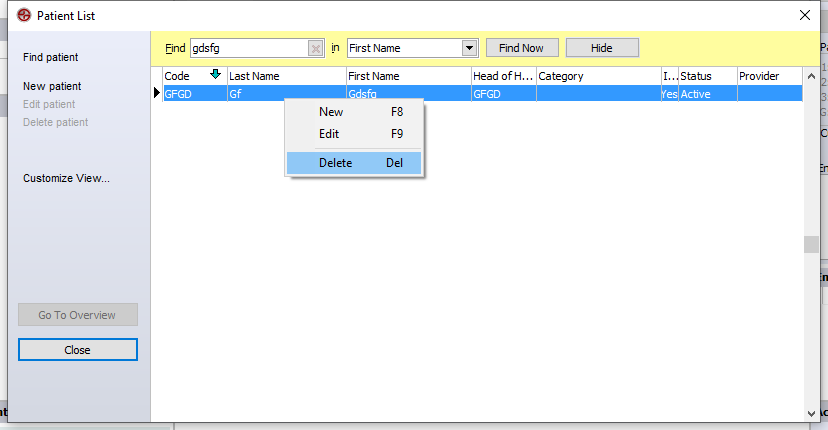 Patient List
Find patient
New patient
Edit patient
Delete patient
Customize View...
Go To Overview
Close
Find gdsfg in First Name Find Now Hide
Code Last Name First Name Head of H... Category I... Status Provider
GFGD Gf Gdsfg GFGD Yes Active
New F8
Edit F9
Delete Del